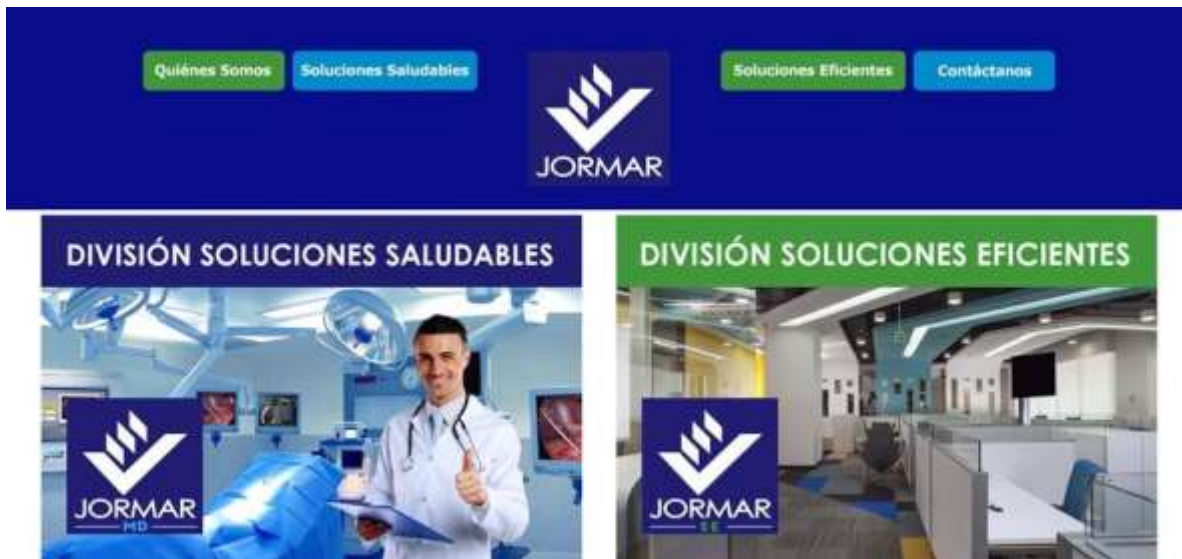 Quiénes Somos
Soluciones Saludables
JORMAR
Soluciones Eficientes
Contáctanos
DIVISIÓN SOLUCIONES SALUDABLES
DIVISIÓN SOLUCIONES EFICIENTES
JORMAR
MD
JORMAR
SE